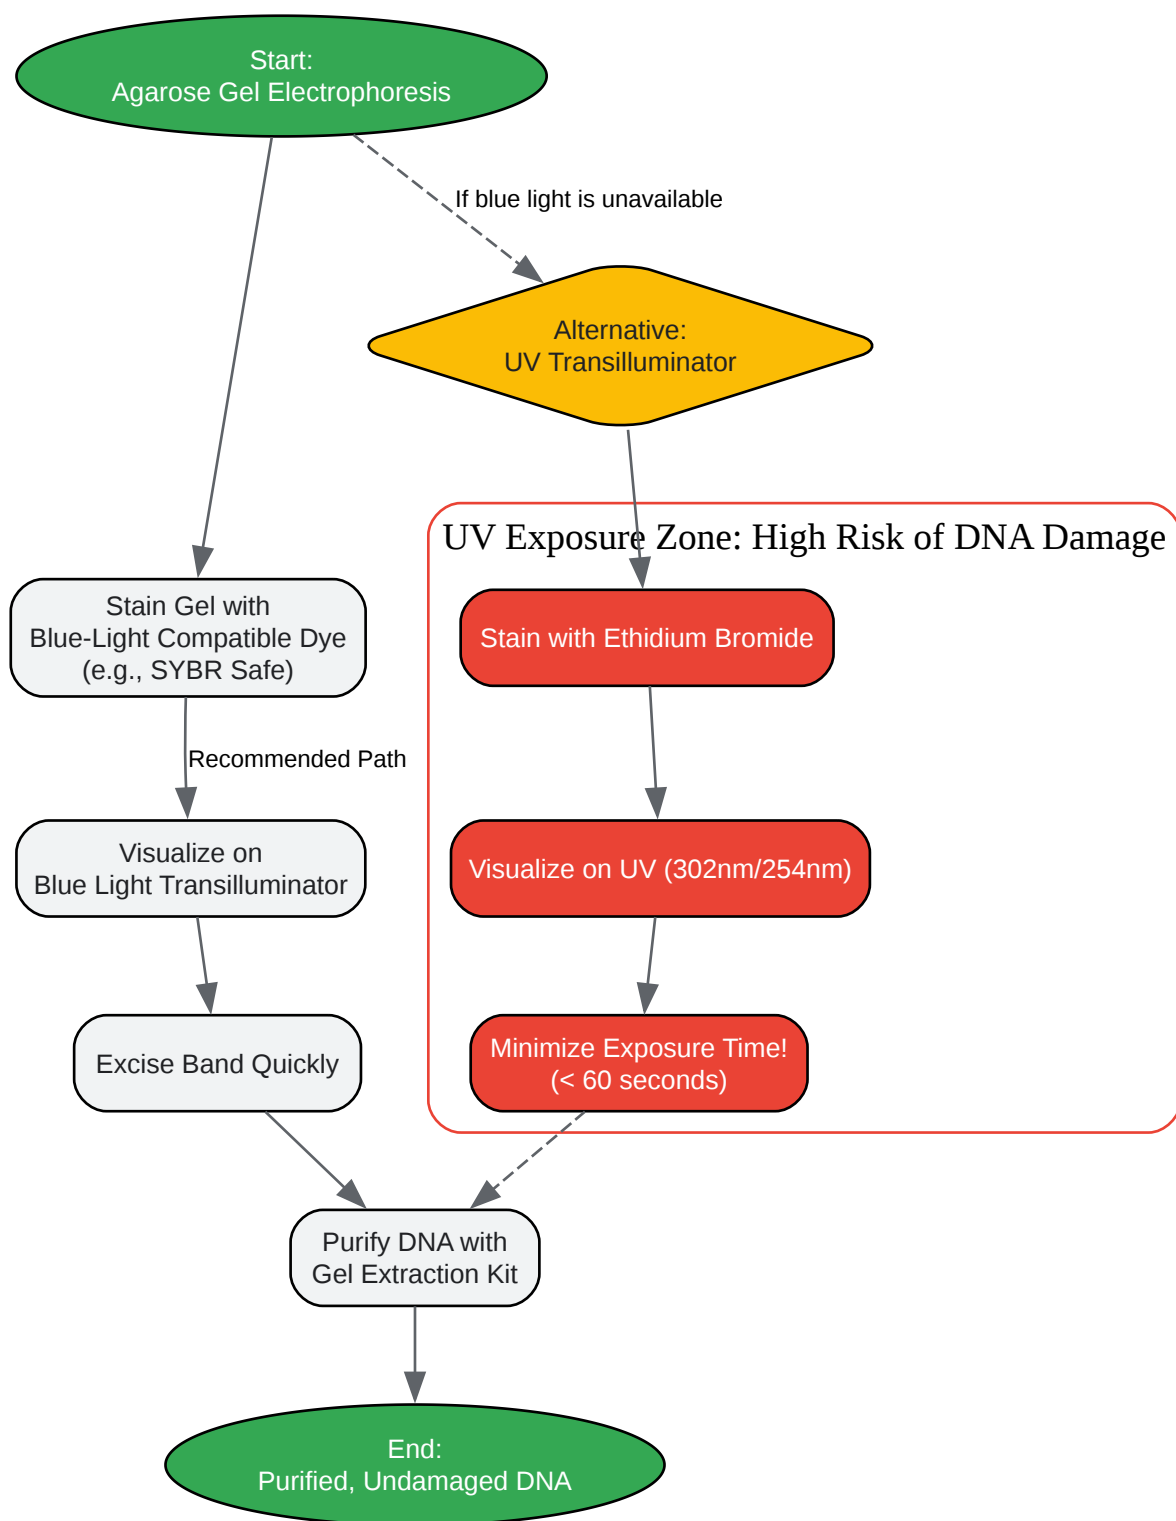 Start:
Agarose Gel Electrophoresis
If blue light is unavailable
Alternative:
UV Transilluminator
UV Exposure Zone: High Risk of DNA Damage
Stain Gel with
Blue-Light Compatible Dye
(e.g., SYBR Safe)
Stain with Ethidium Bromide
Recommended Path
Visualize on
Blue Light Transilluminator
Visualize on UV (302nm/254nm)
Excise Band Quickly
Minimize Exposure Time!
(< 60 seconds)
Purify DNA with
Gel Extraction Kit
End:
Purified, Undamaged DNA